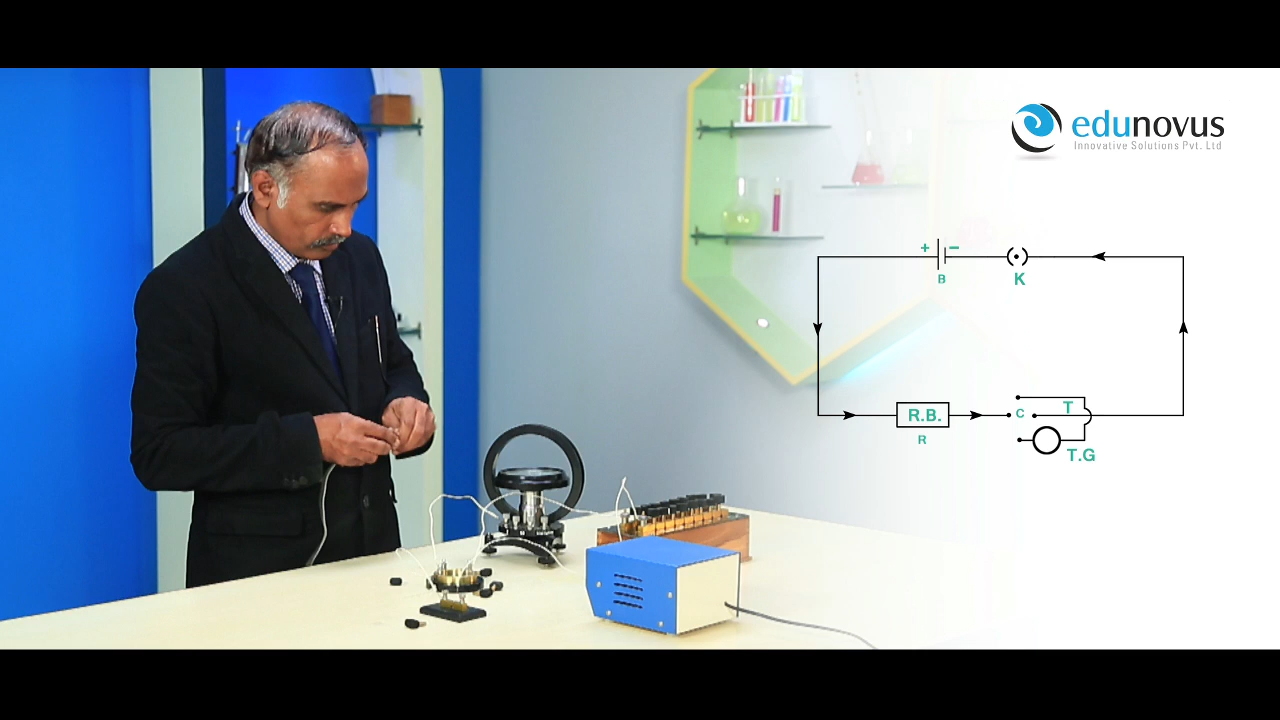 edunovus
Innovative Solutions Pvt. Ltd
+ −
B
K
R.B.
R
C
T
T.G